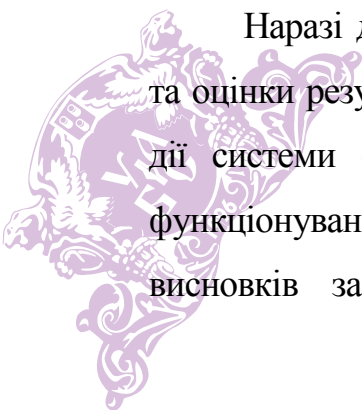 Наразі д
та оцінки резу
дії системи
функціонуван
висновків за